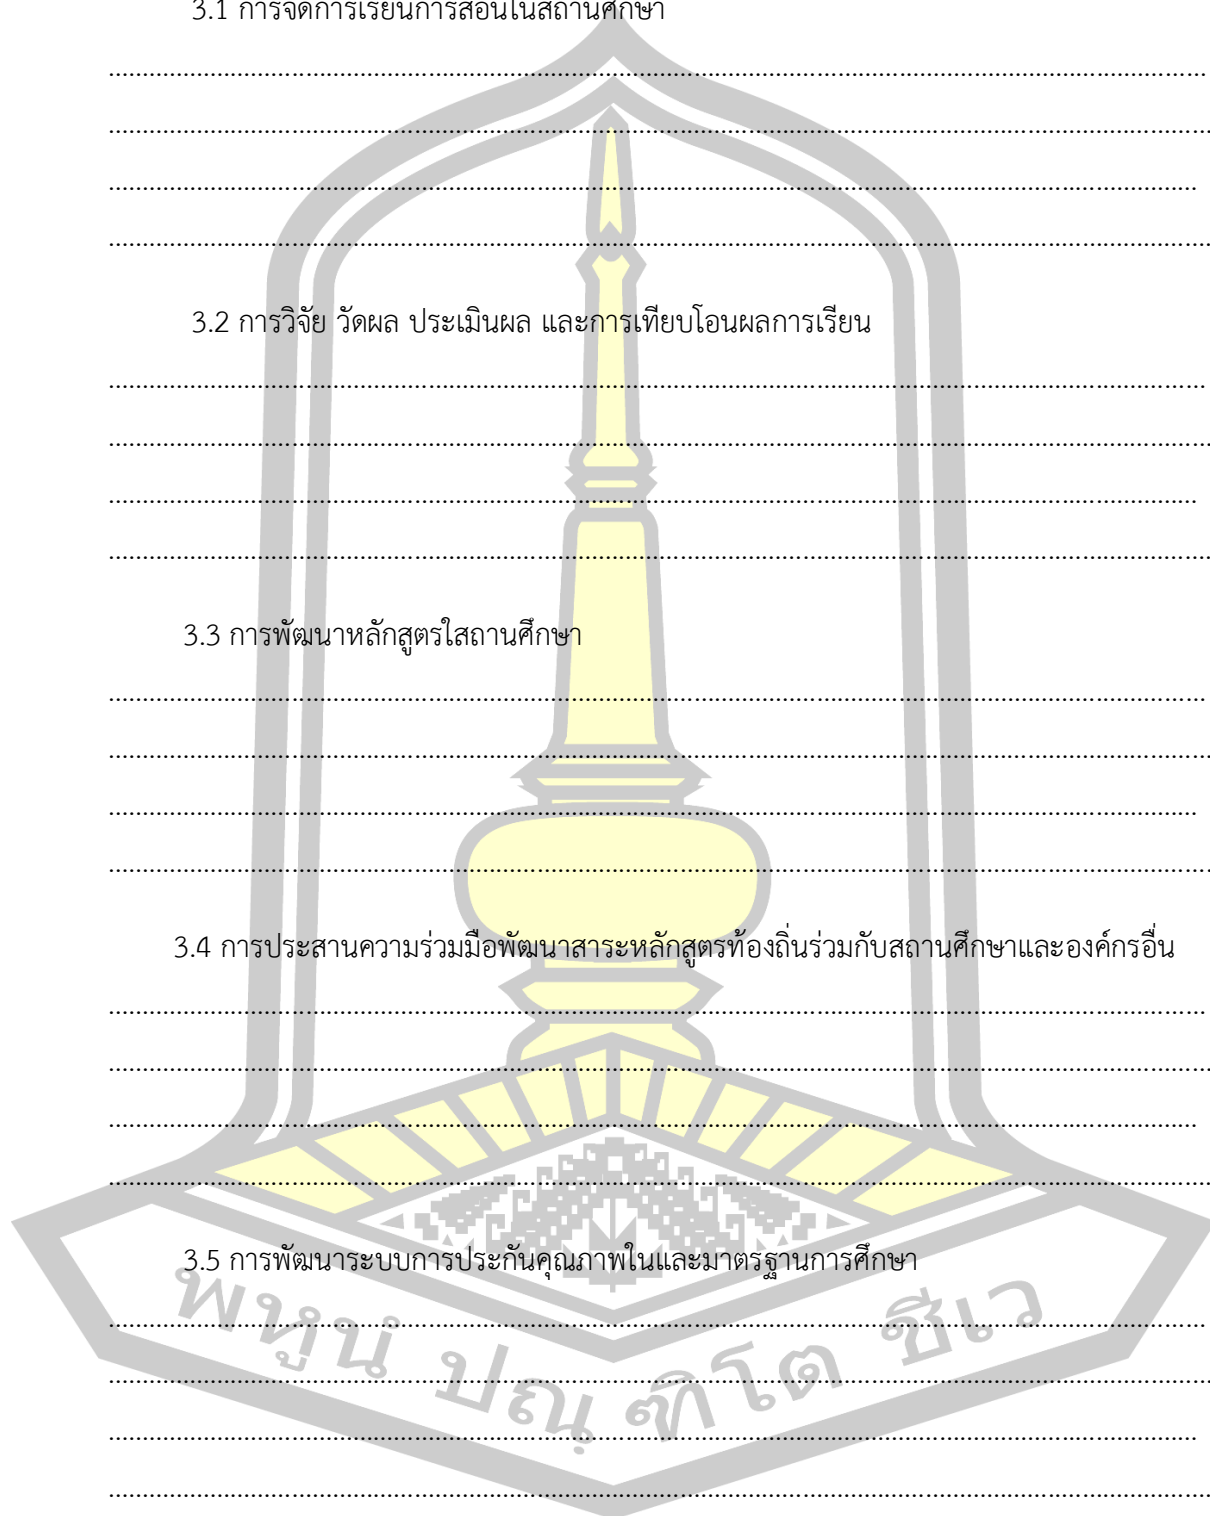 3.1 การจัดการเรียนการสอนในสถานศึกษา
3.2 การวิจัย วัดผล ประเมินผล และการเทียบโอนผลการเรียน
3.3 การพัฒนาหลักสูตรใสถานศึกษา
3.4 การประสานความร่วมมือพัฒนาสาระหลักสูตรท้องถิ่นร่วมกับสถานศึกษาและองค์กรอื่น
3.5 การพัฒนาระบบการประกันคุณภาพในและมาตรฐานการศึกษา
พหูนํ ปณฺฑิโต ชีเว